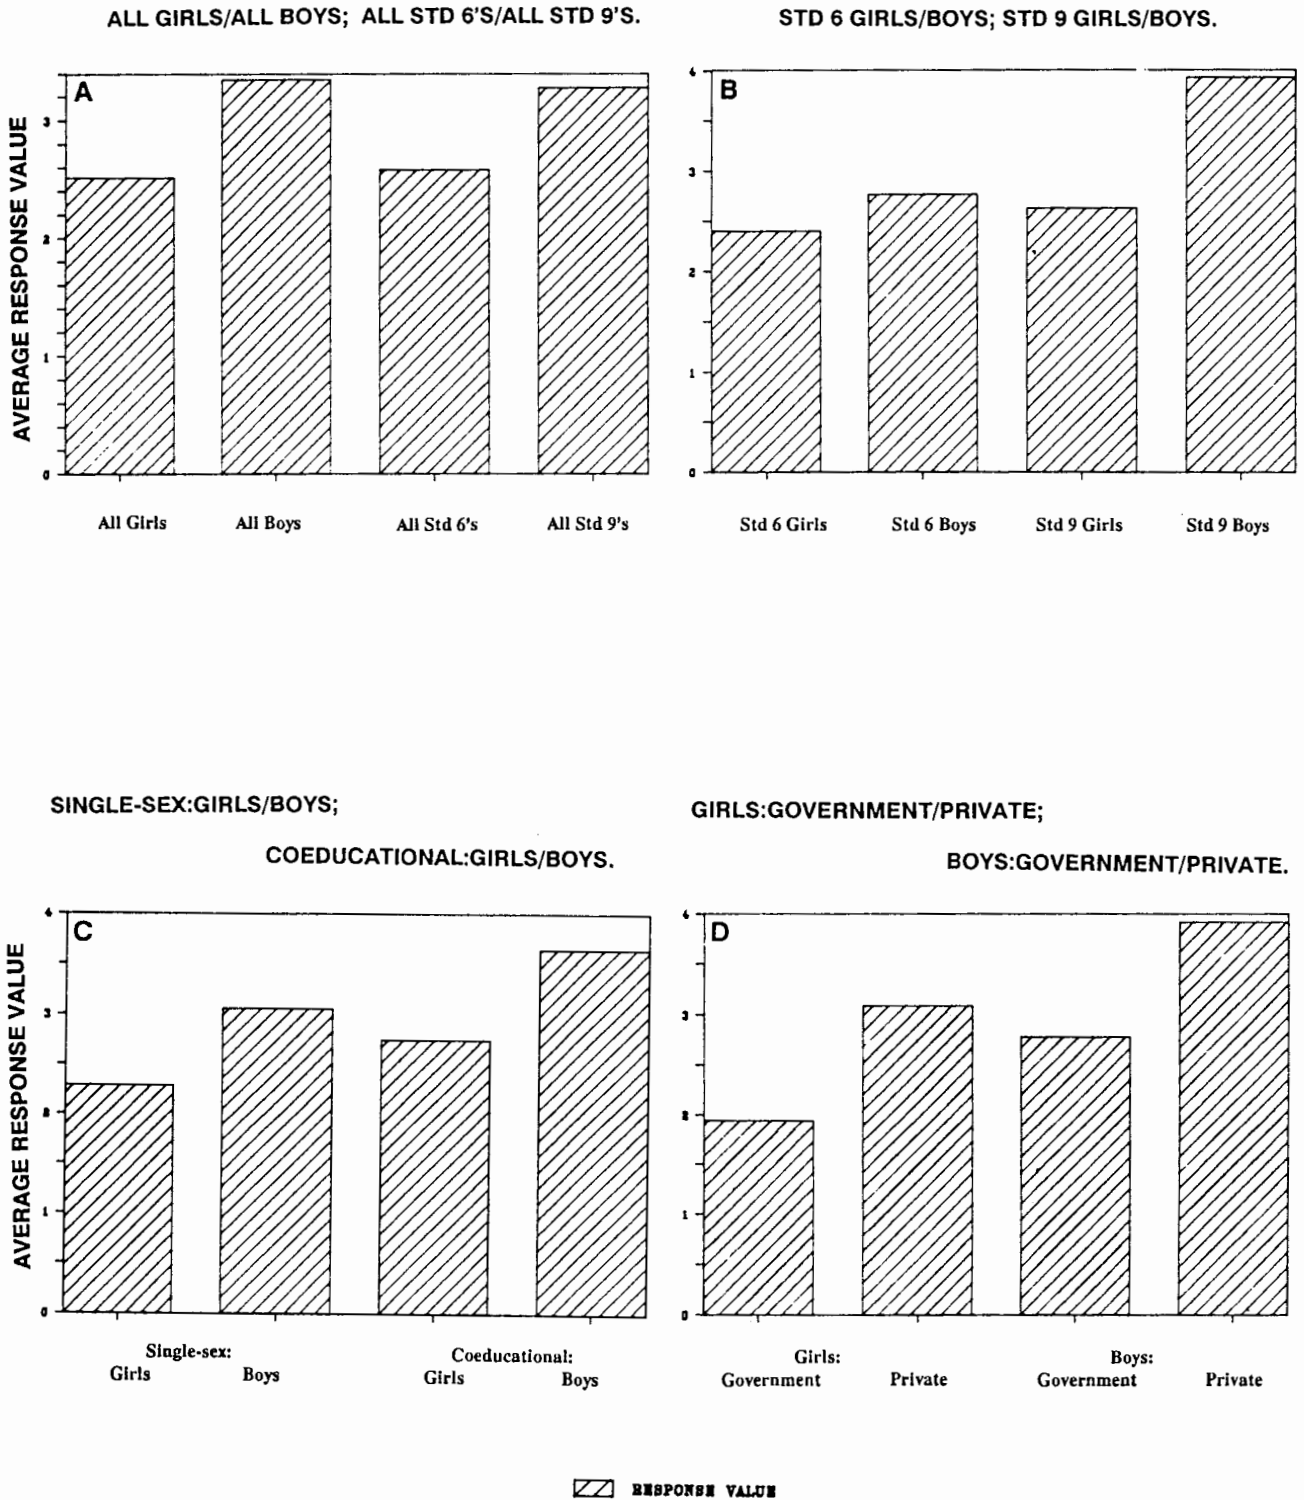 ALL GIRLS/ALL BOYS; ALL STD 6'S/ALL STD 9'S.
A
AVERAGE RESPONSE VALUE
3
2
1
0
All Girls All Boys All Std 6's All Std 9's
STD 6 GIRLS/BOYS; STD 9 GIRLS/BOYS.
B
4
3
2
1
0
Std 6 Girls Std 6 Boys Std 9 Girls Std 9 Boys
SINGLE-SEX:GIRLS/BOYS;
COEDUCATIONAL:GIRLS/BOYS.
C
AVERAGE RESPONSE VALUE
4
3
2
1
0
Single-sex: Coeducational:
Girls Boys Girls Boys
GIRLS:GOVERNMENT/PRIVATE;
BOYS:GOVERNMENT/PRIVATE.
D
4
3
2
1
0
Girls: Boys:
Government Private Government Private
RESPONSE VALUE